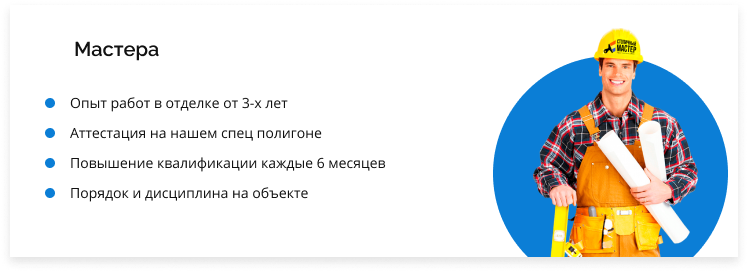 СТОЛИЧНЫЙ
МАСТЕР
Мастера
Опыт работ в отделке от 3-х лет
Аттестация на нашем спец полигоне
Повышение квалификации каждые 6 месяцев
Порядок и дисциплина на объекте